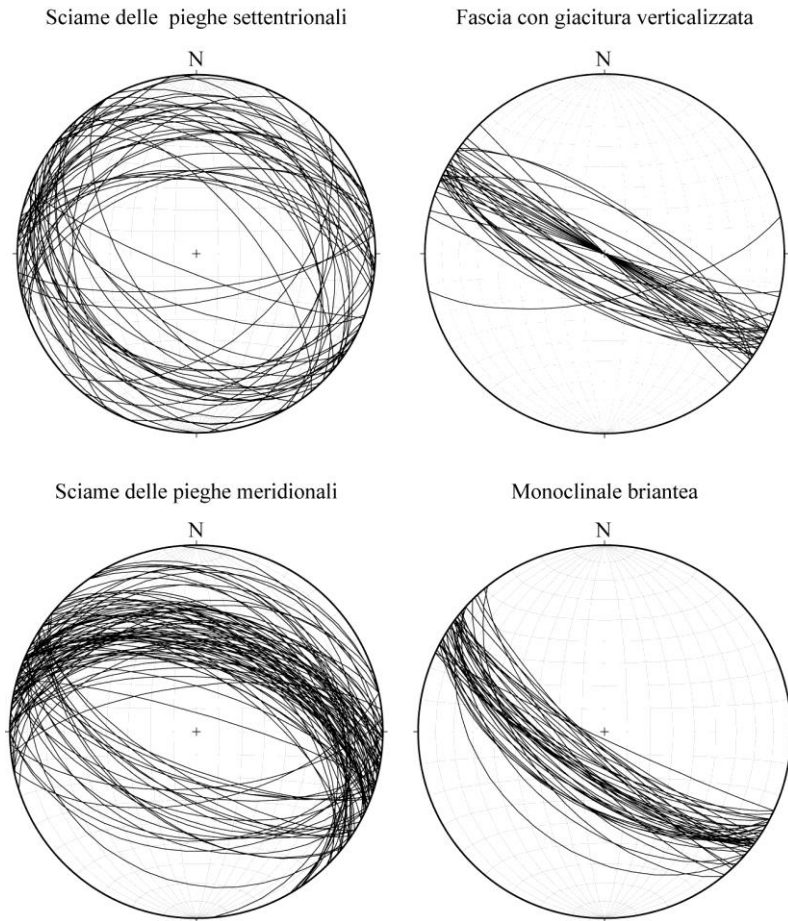 Sciame delle pieghe settentrionali
Fascia con giacitura verticalizzata
N
N
Sciame delle pieghe meridionali
Monoclinale briantea
N
N